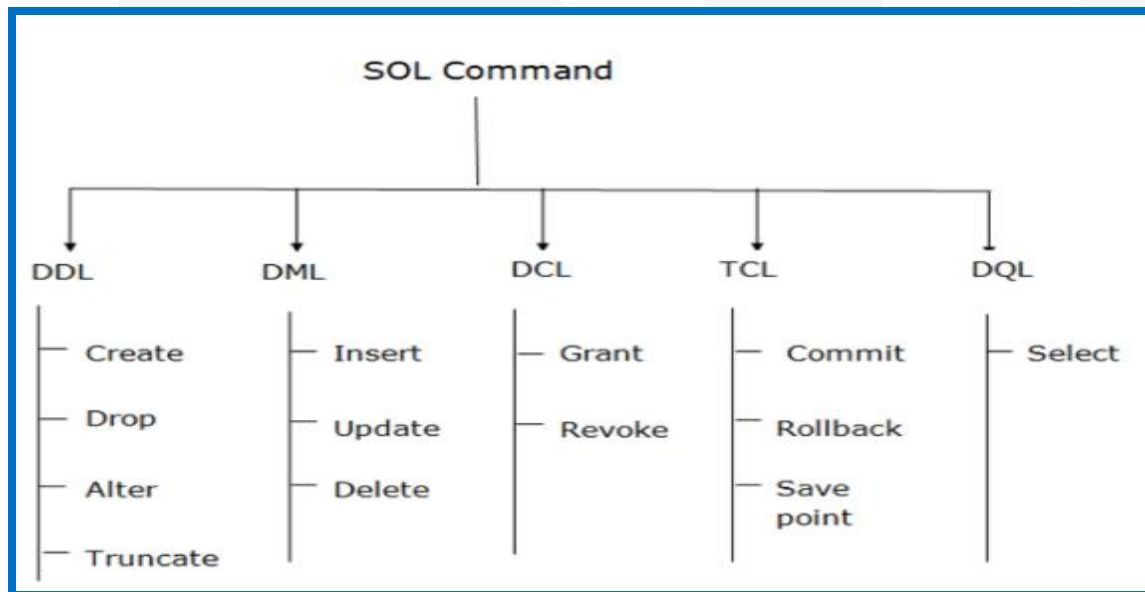 SOL Command
DDL
DML
DCL
TCL
DQL
Create
Drop
Alter
Truncate
Insert
Update
Delete
Grant
Revoke
Commit
Rollback
Save
point
Select